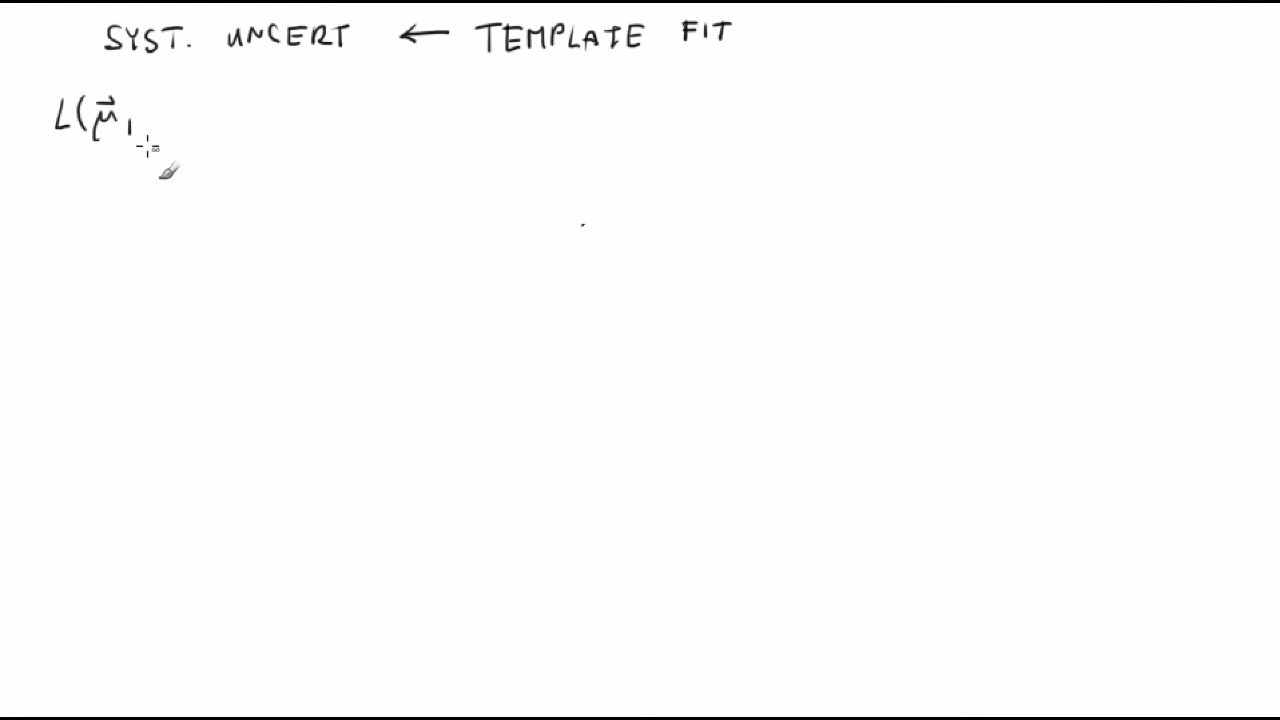 SYST. UNCERT ← TEMPLATE FIT
L(μ⃗,